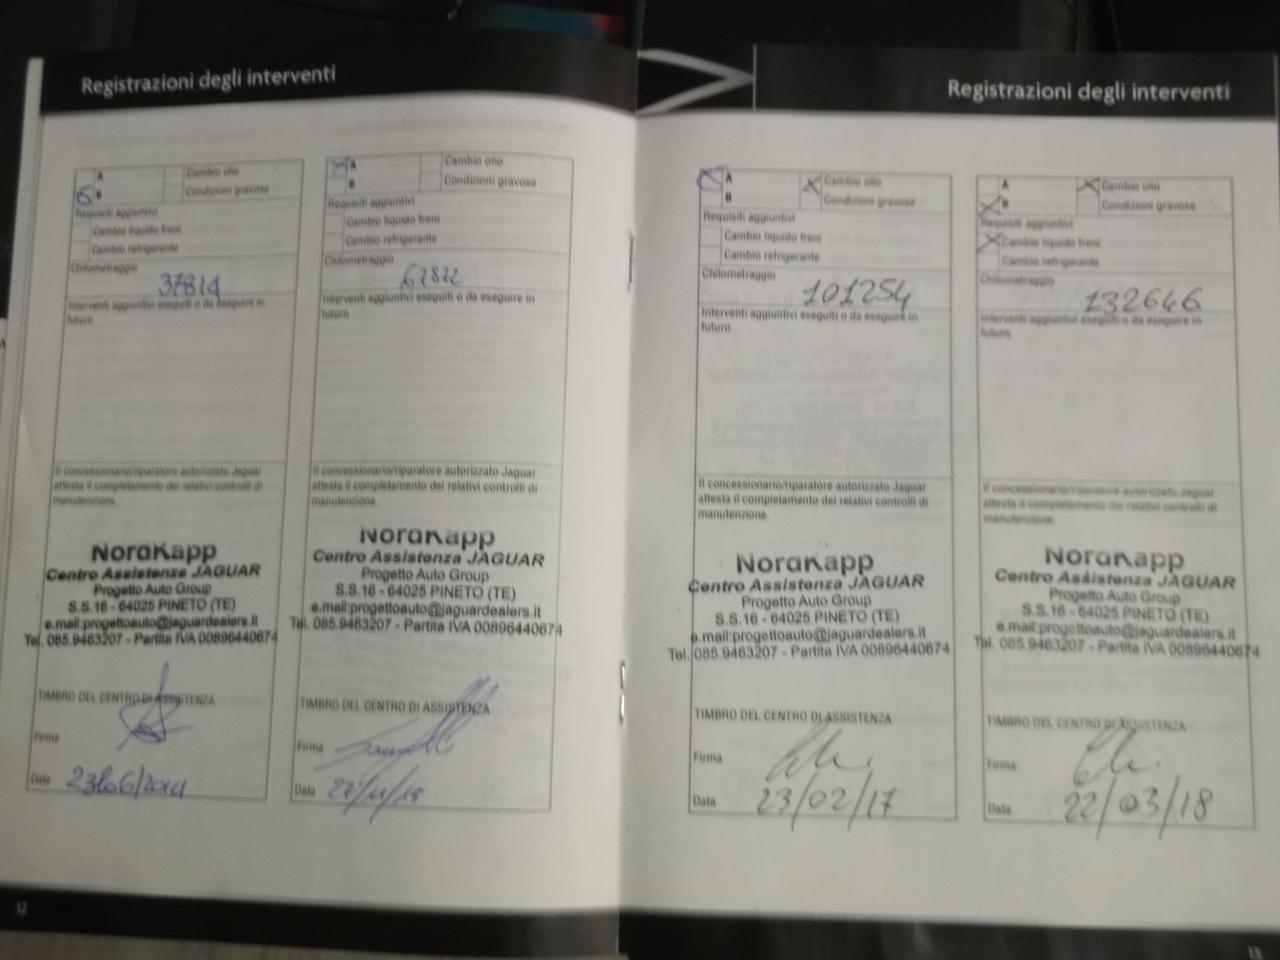 Registrazioni degli interventi
A
B
Cambio olio
Condizioni gravose
Requisiti aggiuntivi
Cambio liquido freni
Cambio refrigerante
Chilometraggio
37814
Interventi aggiuntivi eseguiti o da eseguire in
futuro
Il concessionario/riparatore autorizzato Jaguar
attesta il completamento dei relativi controlli di
manutenzione.
NordKapp
Centro Assistenza JAGUAR
Progetto Auto Group
S.S.16 - 64025 PINETO (TE)
e.mail:progettoauto@jaguardealers.it
Tel. 085.9463207 - Partita IVA 00896440674
TIMBRO DEL CENTRO DI ASSISTENZA
Firma
Data 23/06/2014
A
B
Cambio olio
Condizioni gravose
Requisiti aggiuntivi
Cambio liquido freni
Cambio refrigerante
Chilometraggio
Interventi aggiuntivi eseguiti o da eseguire in
futuro
Il concessionario/riparatore autorizzato Jaguar
attesta il completamento dei relativi controlli di
manutenzione.
NordKapp
Centro Assistenza JAGUAR
Progetto Auto Group
S.S.16 - 64025 PINETO (TE)
e.mail:progettoauto@jaguardealers.it
Tel. 085.9463207 - Partita IVA 00896440674
TIMBRO DEL CENTRO DI ASSISTENZA
Firma
Data
12
Registrazioni degli interventi
A
B
Cambio olio
Condizioni gravose
Requisiti aggiuntivi
Cambio liquido freni
Cambio refrigerante
Chilometraggio
101254
Interventi aggiuntivi eseguiti o da eseguire in
futuro
Il concessionario/riparatore autorizzato Jaguar
attesta il completamento dei relativi controlli di
manutenzione.
NordKapp
Centro Assistenza JAGUAR
Progetto Auto Group
S.S.16 - 64025 PINETO (TE)
e.mail:progettoauto@jaguardealers.it
Tel. 085.9463207 - Partita IVA 00896440674
TIMBRO DEL CENTRO DI ASSISTENZA
Firma
Data 23/02/17
A
B
Cambio olio
Condizioni gravose
Requisiti aggiuntivi
Cambio liquido freni
Cambio refrigerante
Chilometraggio
132646
Interventi aggiuntivi eseguiti o da eseguire in
futuro
Il concessionario/riparatore autorizzato Jaguar
attesta il completamento dei relativi controlli di
manutenzione.
NordKapp
Centro Assistenza JAGUAR
Progetto Auto Group
S.S.16 - 64025 PINETO (TE)
e.mail:progettoauto@jaguardealers.it
Tel. 085.9463207 - Partita IVA 00896440674
TIMBRO DEL CENTRO DI ASSISTENZA
Firma
Data 22/03/18
13